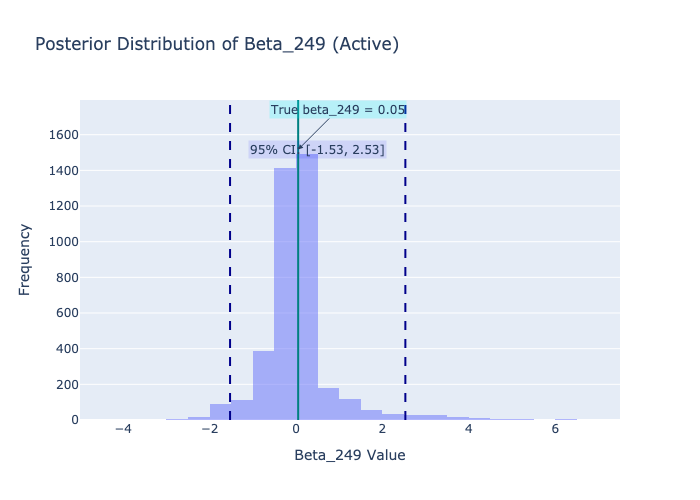 Posterior Distribution of Beta_249 (Active)
True beta_249 = 0.05
95% CI: [-1.53, 2.53]
1600
1400
1200
1000
800
600
400
200
0
Frequency
−4 −2 0 2 4 6
Beta_249 Value